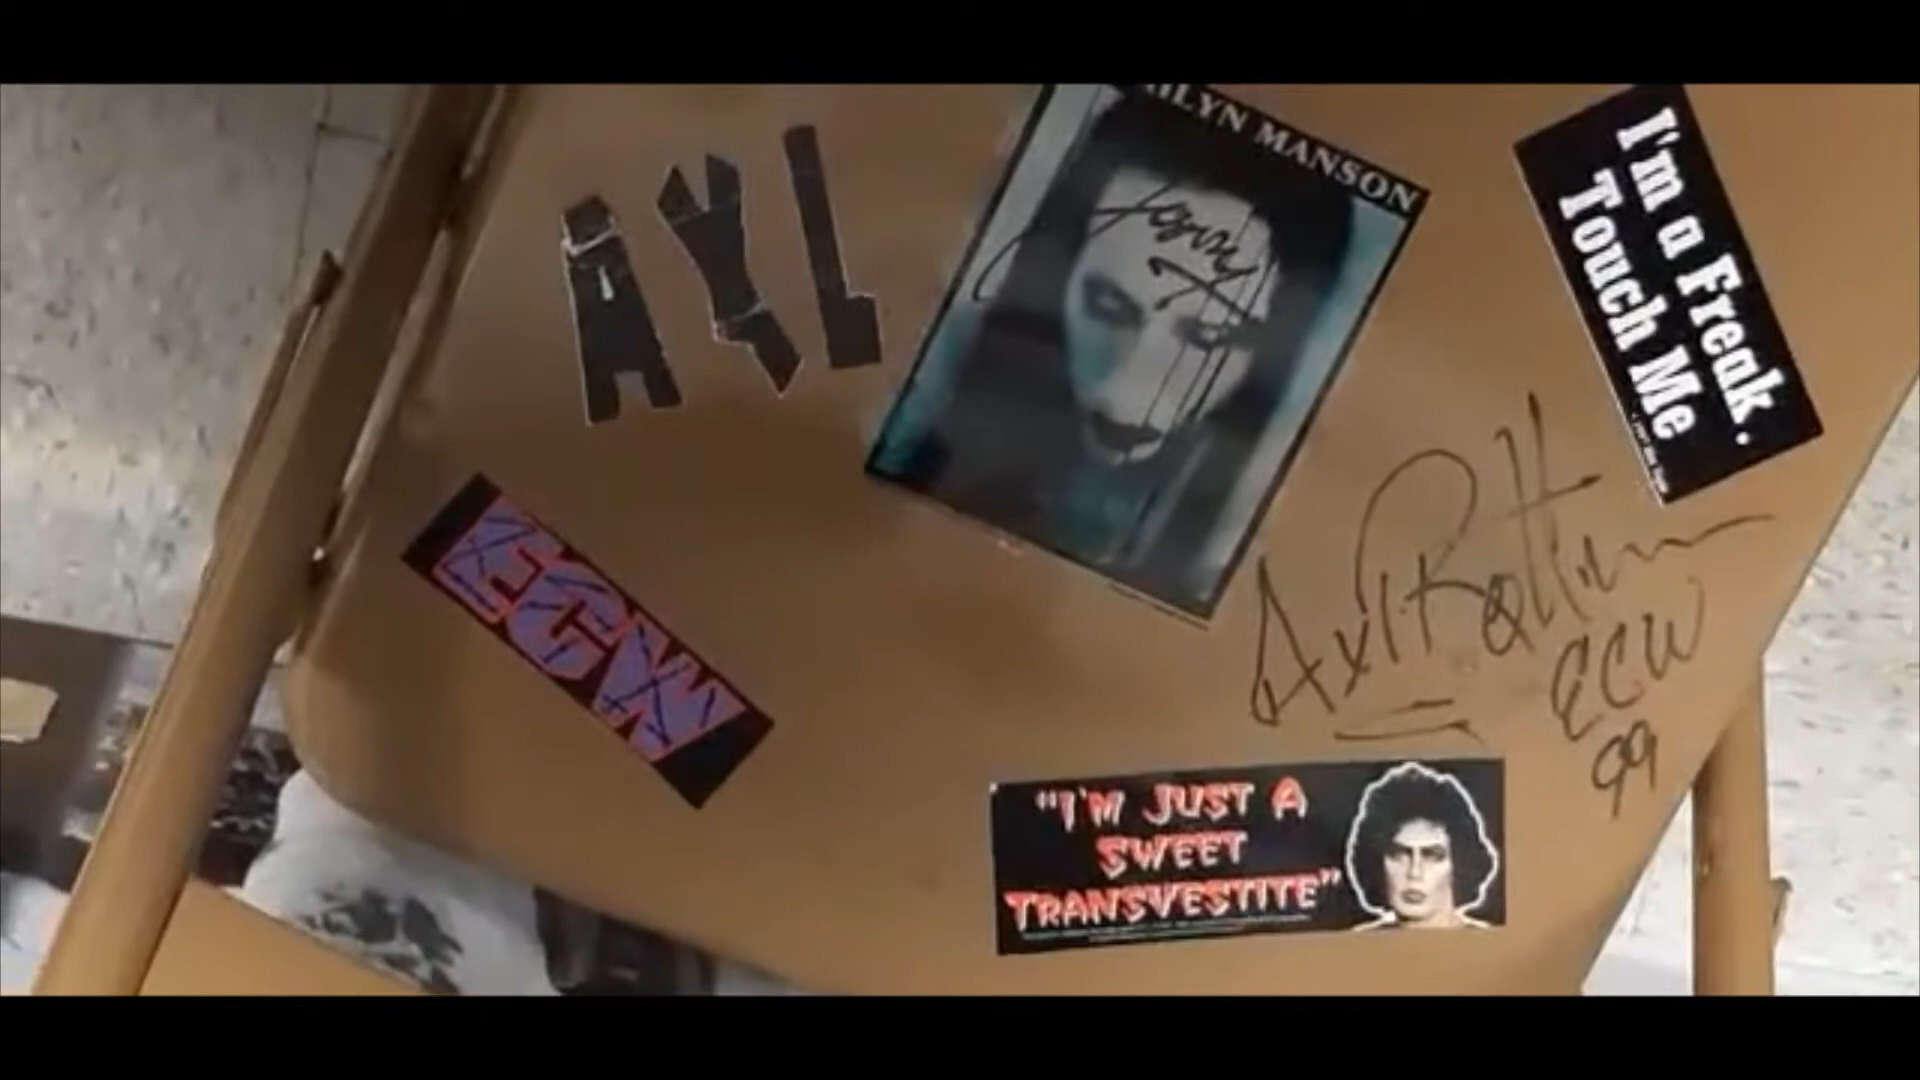 AXL
MANSON
I'm a Freak.
Touch Me
ECW
Axl Rotten
ECW
99
"I'M JUST A
SWEET
TRANSVESTITE"